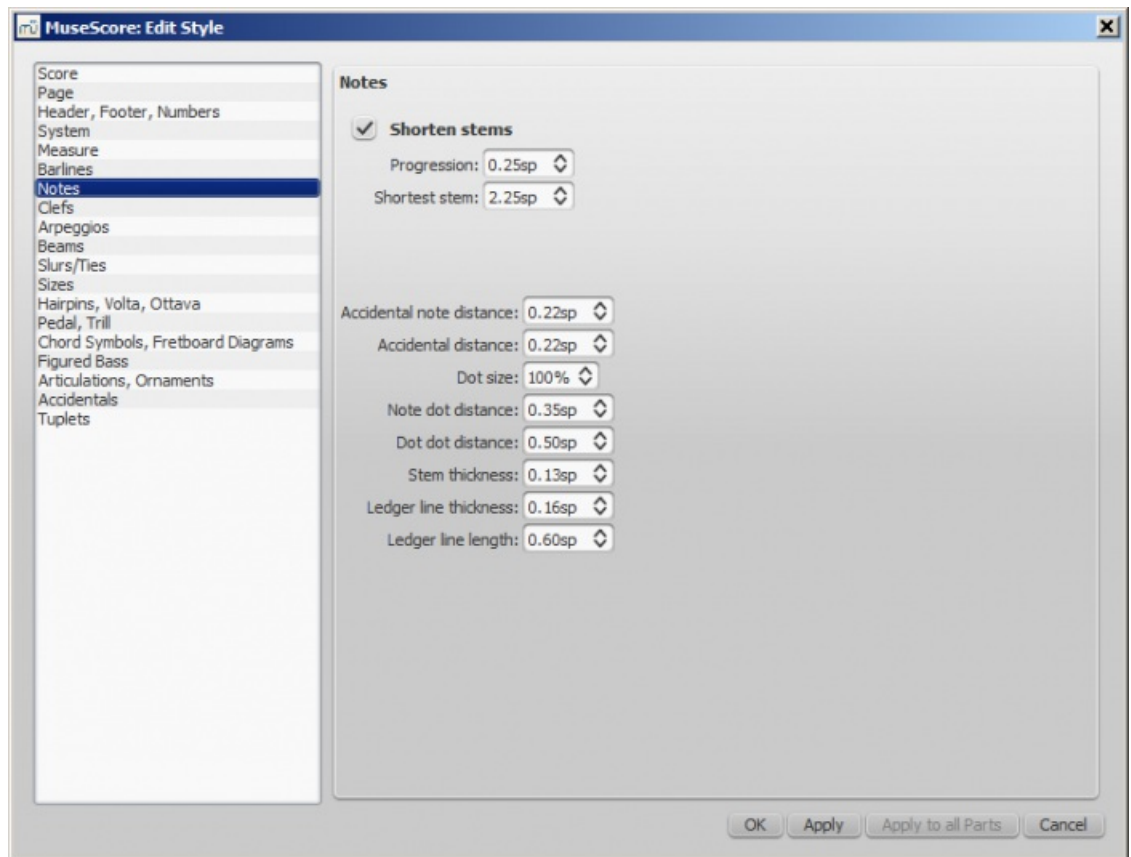 MuseScore: Edit Style
Score
Page
Header, Footer, Numbers
System
Measure
Barlines
Notes
Clefs
Arpeggios
Beams
Slurs/Ties
Sizes
Hairpins, Volta, Ottava
Pedal, Trill
Chord Symbols, Fretboard Diagrams
Figured Bass
Articulations, Ornaments
Accidentals
Tuplets
Notes
Shorten stems
Progression: 0.25sp
Shortest stem: 2.25sp
Accidental note distance: 0.22sp
Accidental distance: 0.22sp
Dot size: 100%
Note dot distance: 0.35sp
Dot dot distance: 0.50sp
Stem thickness: 0.13sp
Ledger line thickness: 0.16sp
Ledger line length: 0.60sp
OK Apply Apply to all Parts Cancel